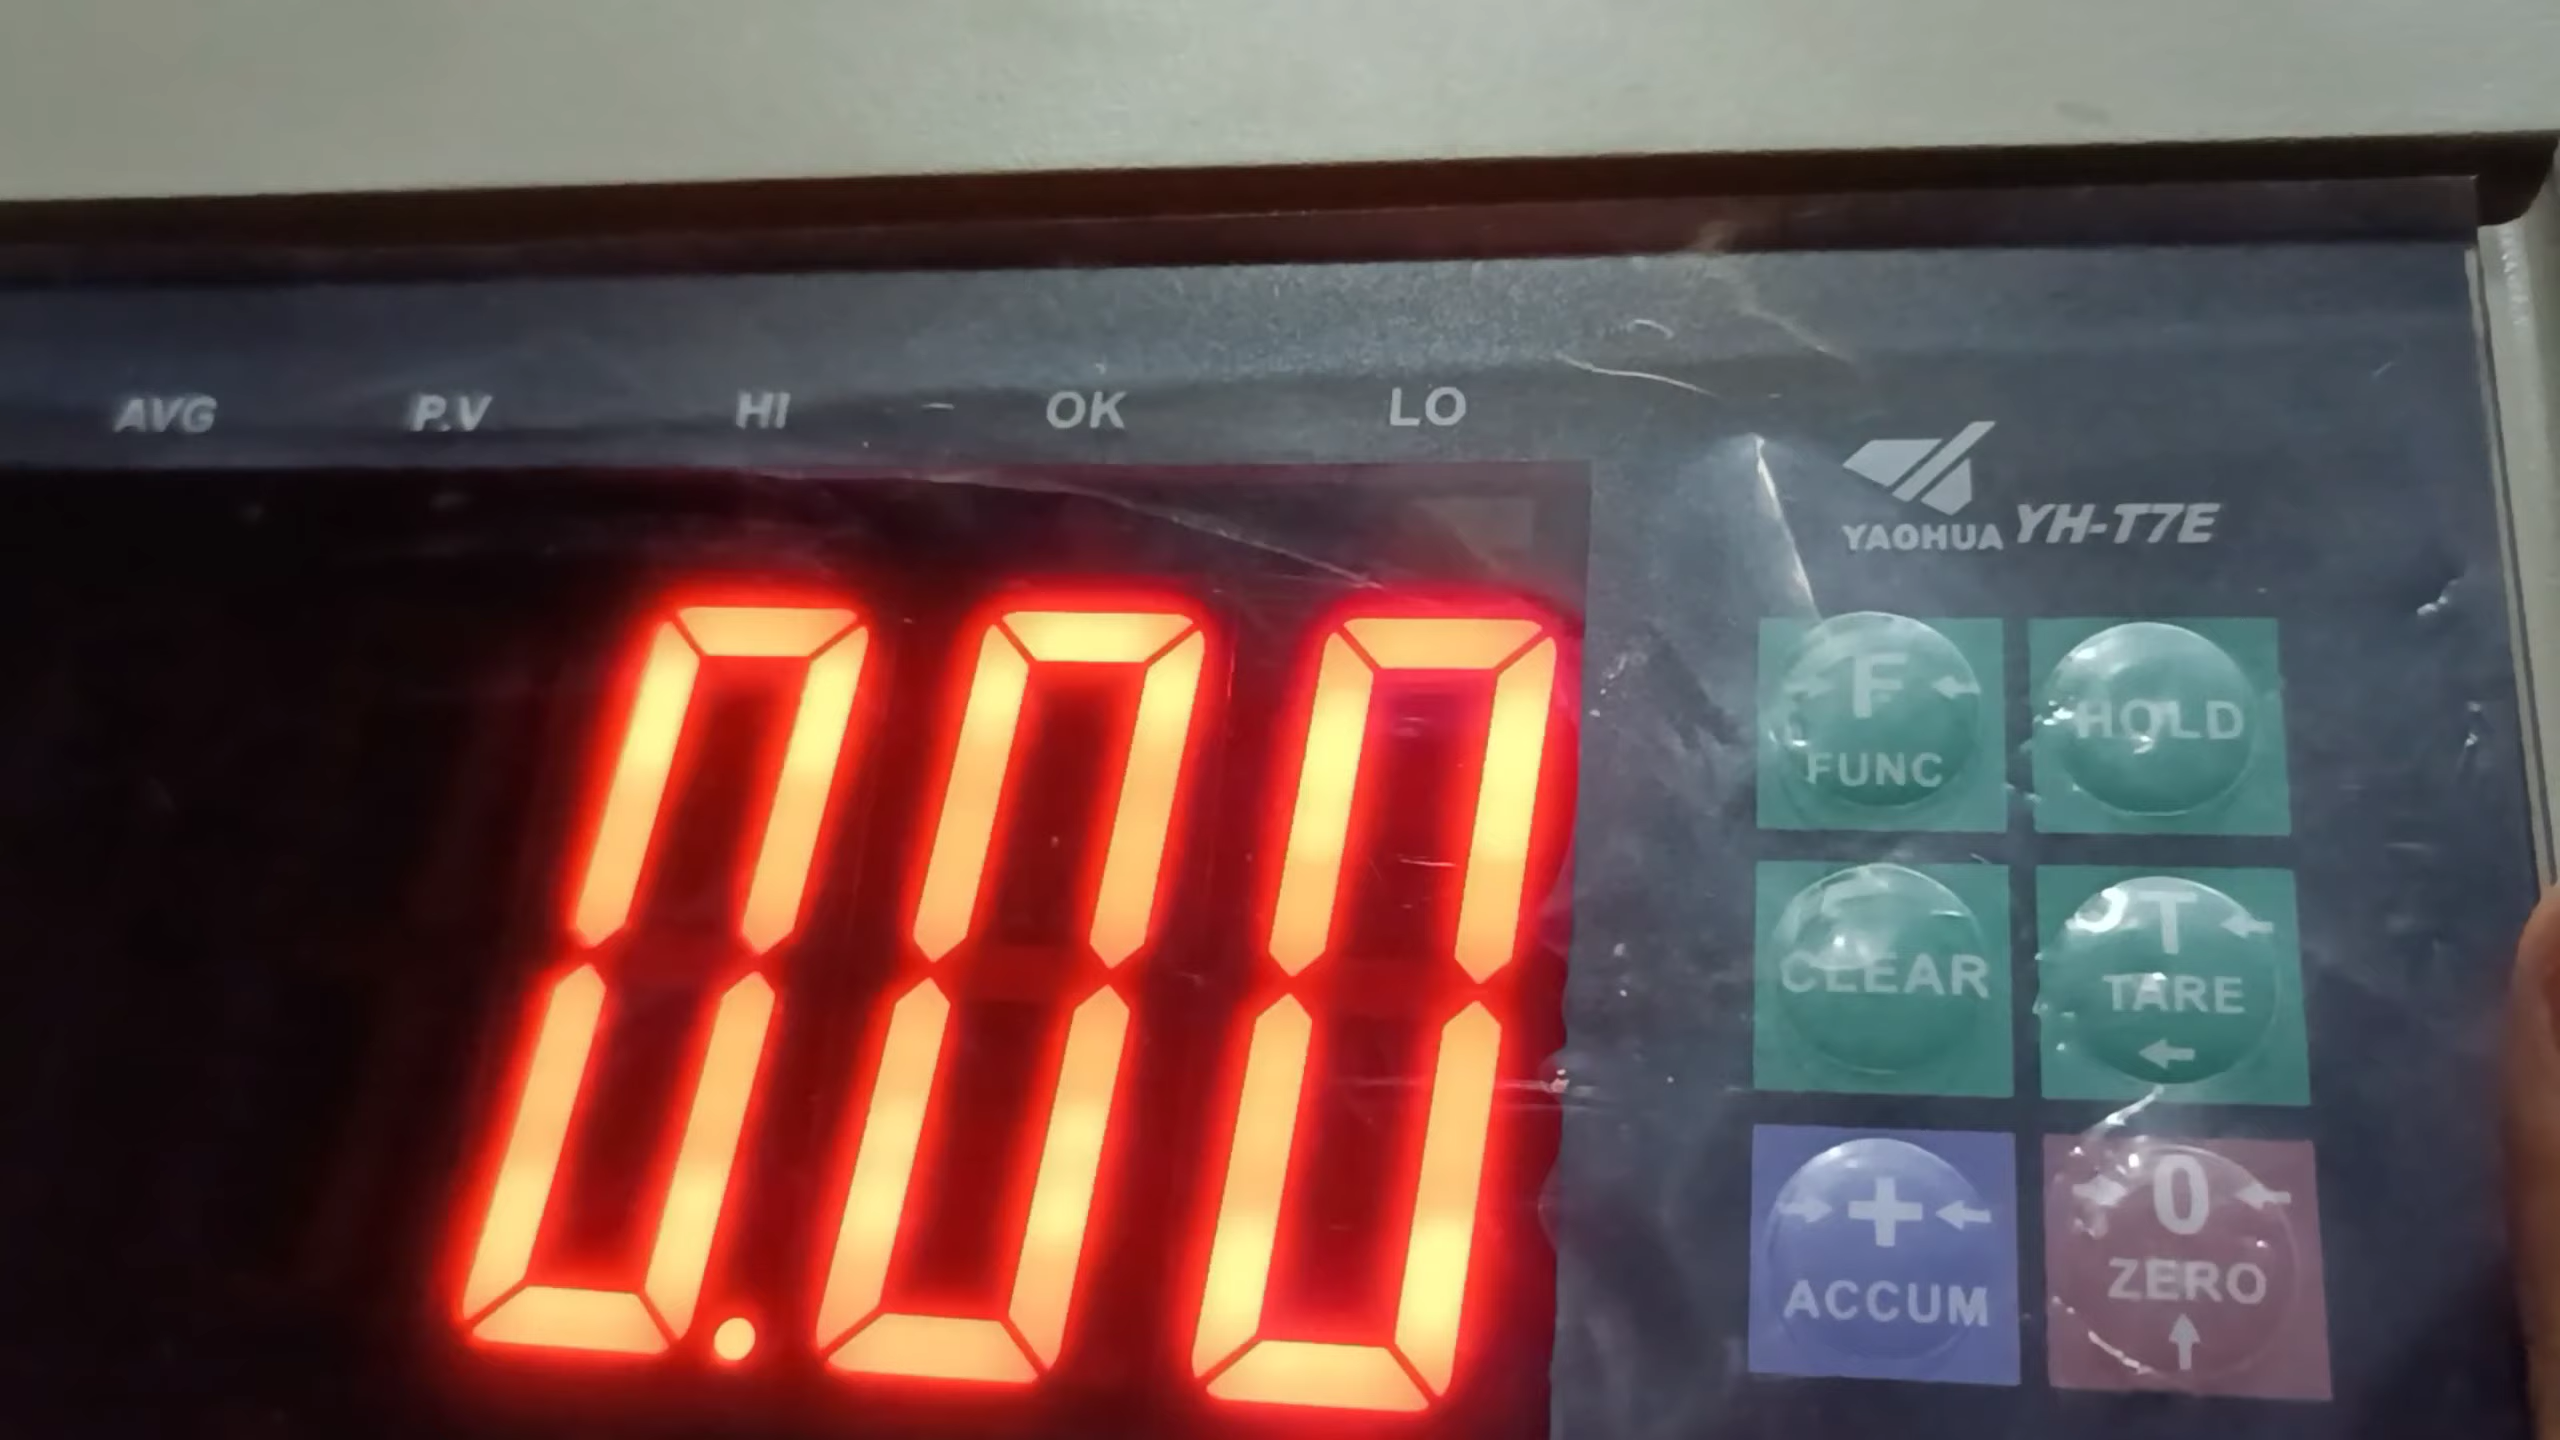 AVG P.V HI OK LO
YAOHUA YH-T7E
0.00
F
FUNC
HOLD
CLEAR
T
TARE
+
ACCUM
0
ZERO